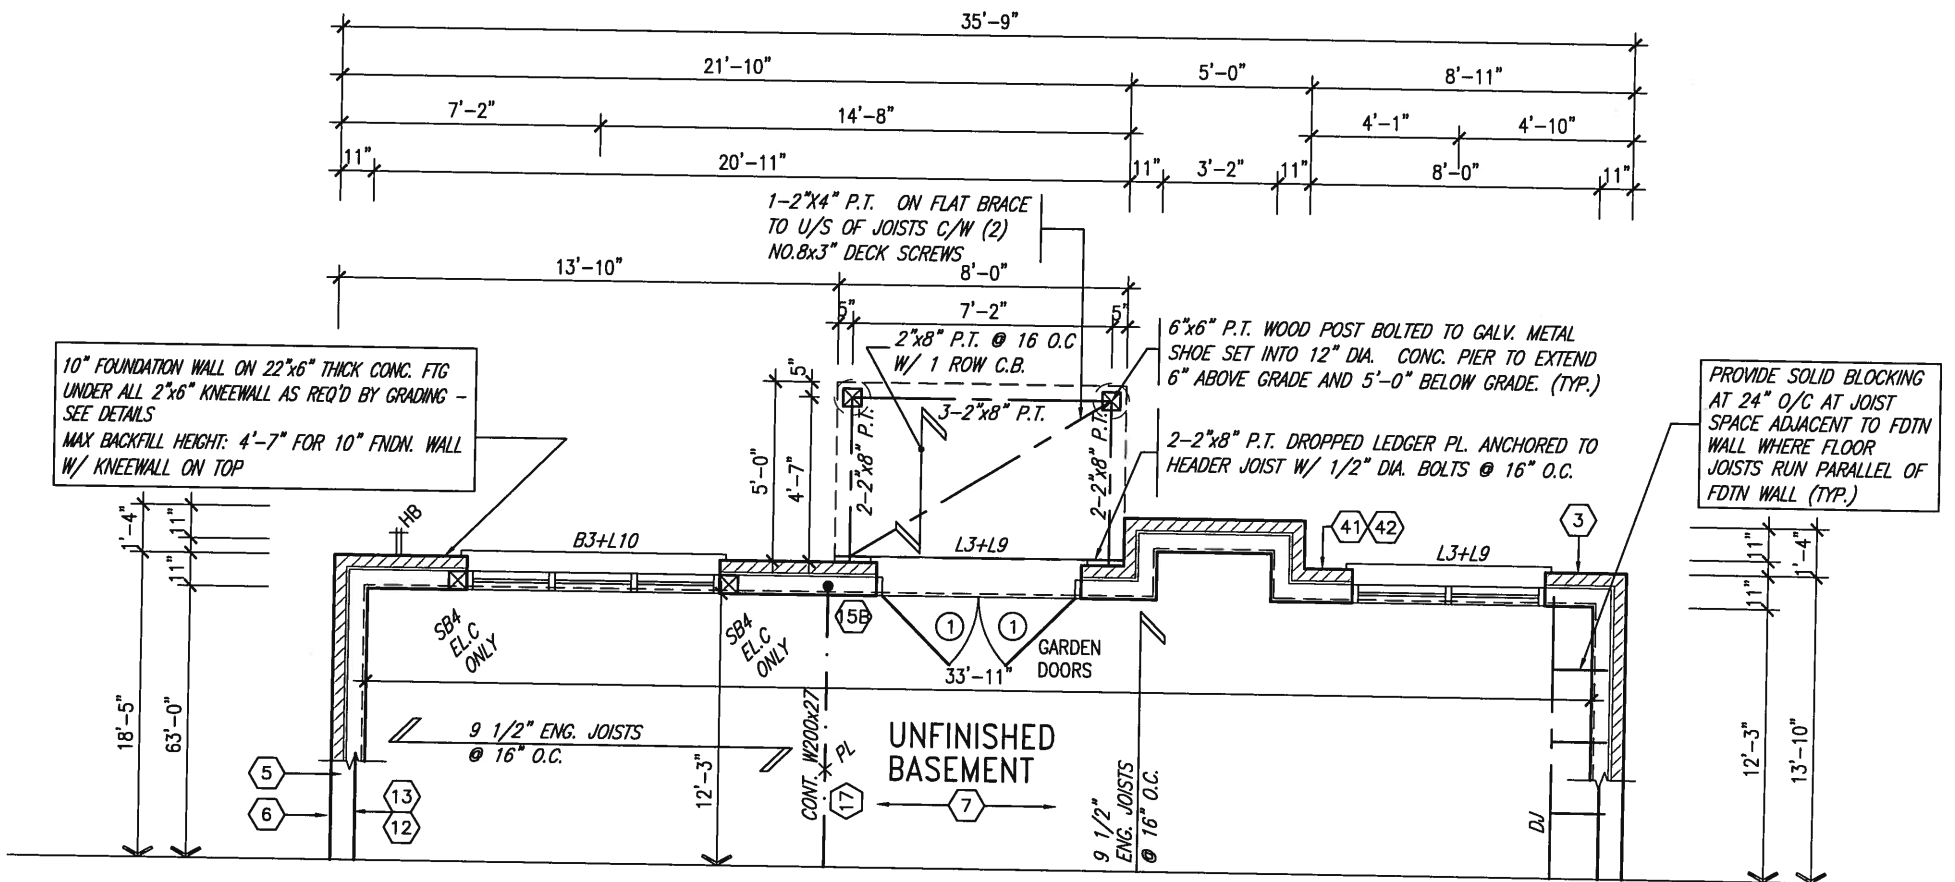 35'-9"
21'-10"
5'-0"
8'-11"
7'-2"
14'-8"
4'-1"
4'-10"
11"
20'-11"
11"
3'-2"
11"
8'-0"
11"
1-2"X4" P.T. ON FLAT BRACE
TO U/S OF JOISTS C/W (2)
NO.8x3" DECK SCREWS
13'-10"
8'-0"
5"
7'-2"
5"
2"x8" P.T. @ 16 O.C
W/ 1 ROW C.B.
6"x6" P.T. WOOD POST BOLTED TO GALV. METAL
SHOE SET INTO 12" DIA. CONC. PIER TO EXTEND
6" ABOVE GRADE AND 5'-0" BELOW GRADE. (TYP.)
10" FOUNDATION WALL ON 22"x6" THICK CONC. FTG
UNDER ALL 2"x6" KNEEWALL AS REQ'D BY GRADING -
SEE DETAILS
MAX BACKFILL HEIGHT: 4'-7" FOR 10" FNDN. WALL
W/ KNEEWALL ON TOP
PROVIDE SOLID BLOCKING
AT 24" O/C AT JOIST
SPACE ADJACENT TO FDTN
WALL WHERE FLOOR
JOISTS RUN PARALLEL OF
FDTN WALL (TYP.)
5"
5'-0"
4'-7"
3-2"x8" P.T.
2-2"x8" P.T.
2-2"x8" P.T.
2-2"x8" P.T. DROPPED LEDGER PL. ANCHORED TO
HEADER JOIST W/ 1/2" DIA. BOLTS @ 16" O.C.
1'-4"
11"
11"
HB
B3+L10
L3+L9
41
42
L3+L9
3
11"
11"
1'-4"
SB4
EL.C
ONLY
SB4
EL.C
ONLY
15B
1
1
GARDEN
DOORS
33'-11"
18'-5"
63'-0"
9 1/2" ENG. JOISTS
@ 16" O.C.
12'-3"
CONT. W200x27
PL
UNFINISHED
BASEMENT
9 1/2"
ENG. JOISTS
@ 16" O.C.
5
6
13
12
17
7
DJ
12'-3"
13'-10"